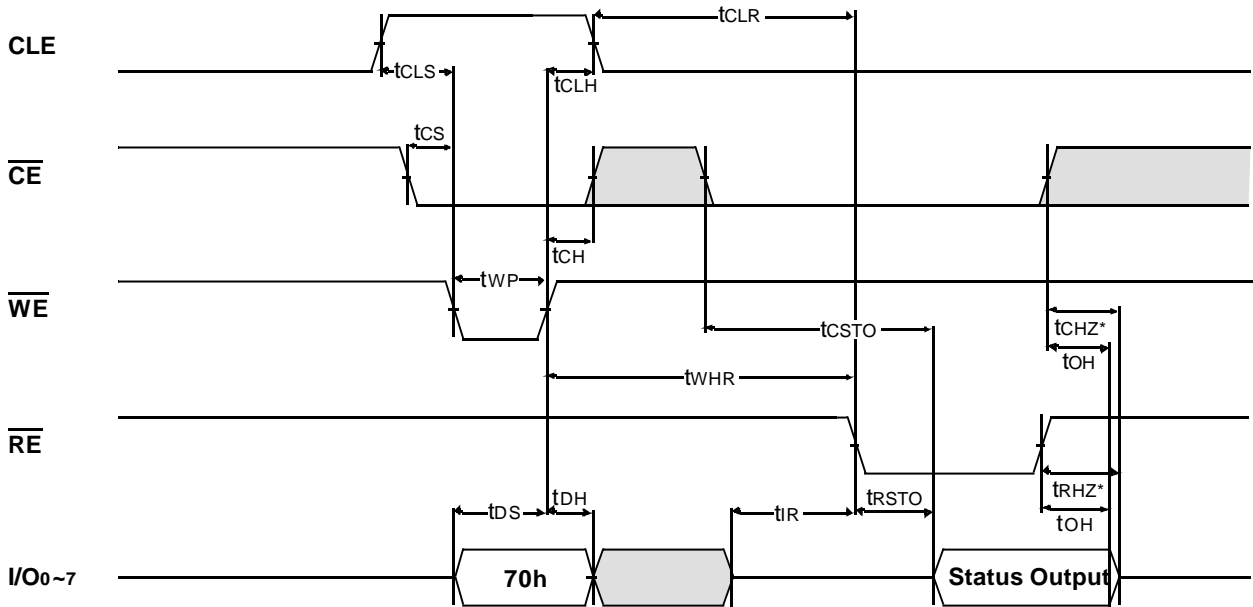 tCLR
CLE
tCLS
tCLH
tCS
CE
tCH
tWP
WE
tCSTO
tCHZ*
tOH
tWHR
RE
tRHZ*
tDS
tDH
tIR
tRSTO
tOH
I/O0~7
70h
Status Output